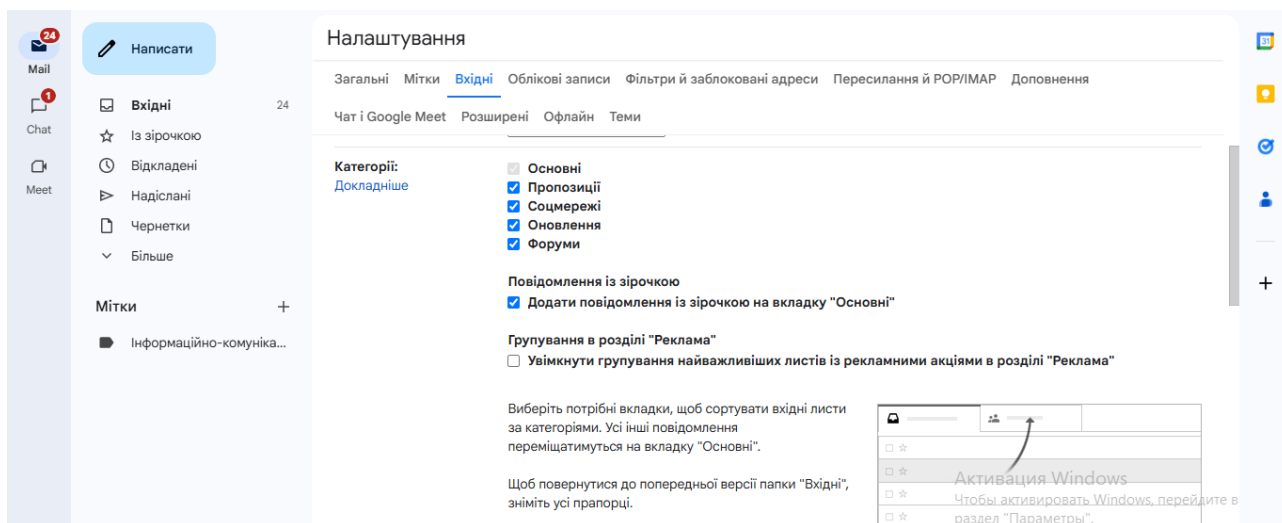 24
Mail
1
Chat
Meet
Написати
Вхідні 24
Із зірочкою
Відкладені
Надіслані
Чернетки
Більше
Мітки
Інформаційно-комуніка...
Налаштування
Загальні Мітки Вхідні Облікові записи Фільтри й заблоковані адреси Пересилання й POP/IMAP Доповнення
Чат і Google Meet Розширені Офлайн Теми
Категорії:
Докладніше
Основні
Пропозиції
Соцмережі
Оновлення
Форуми
Повідомлення із зірочкою
Додати повідомлення із зірочкою на вкладку "Основні"
Групування в розділі "Реклама"
Увімкнути групування найважливіших листів із рекламними акціями в розділі "Реклама"
Виберіть потрібні вкладки, щоб сортувати вхідні листи
за категоріями. Усі інші повідомлення
переміщатимуться на вкладку "Основні".
Щоб повернутися до попередньої версії папки "Вхідні",
зніміть усі прапорці.
Активация Windows
Чтобы активировать Windows, перейдите в
раздел "Параметры".
31